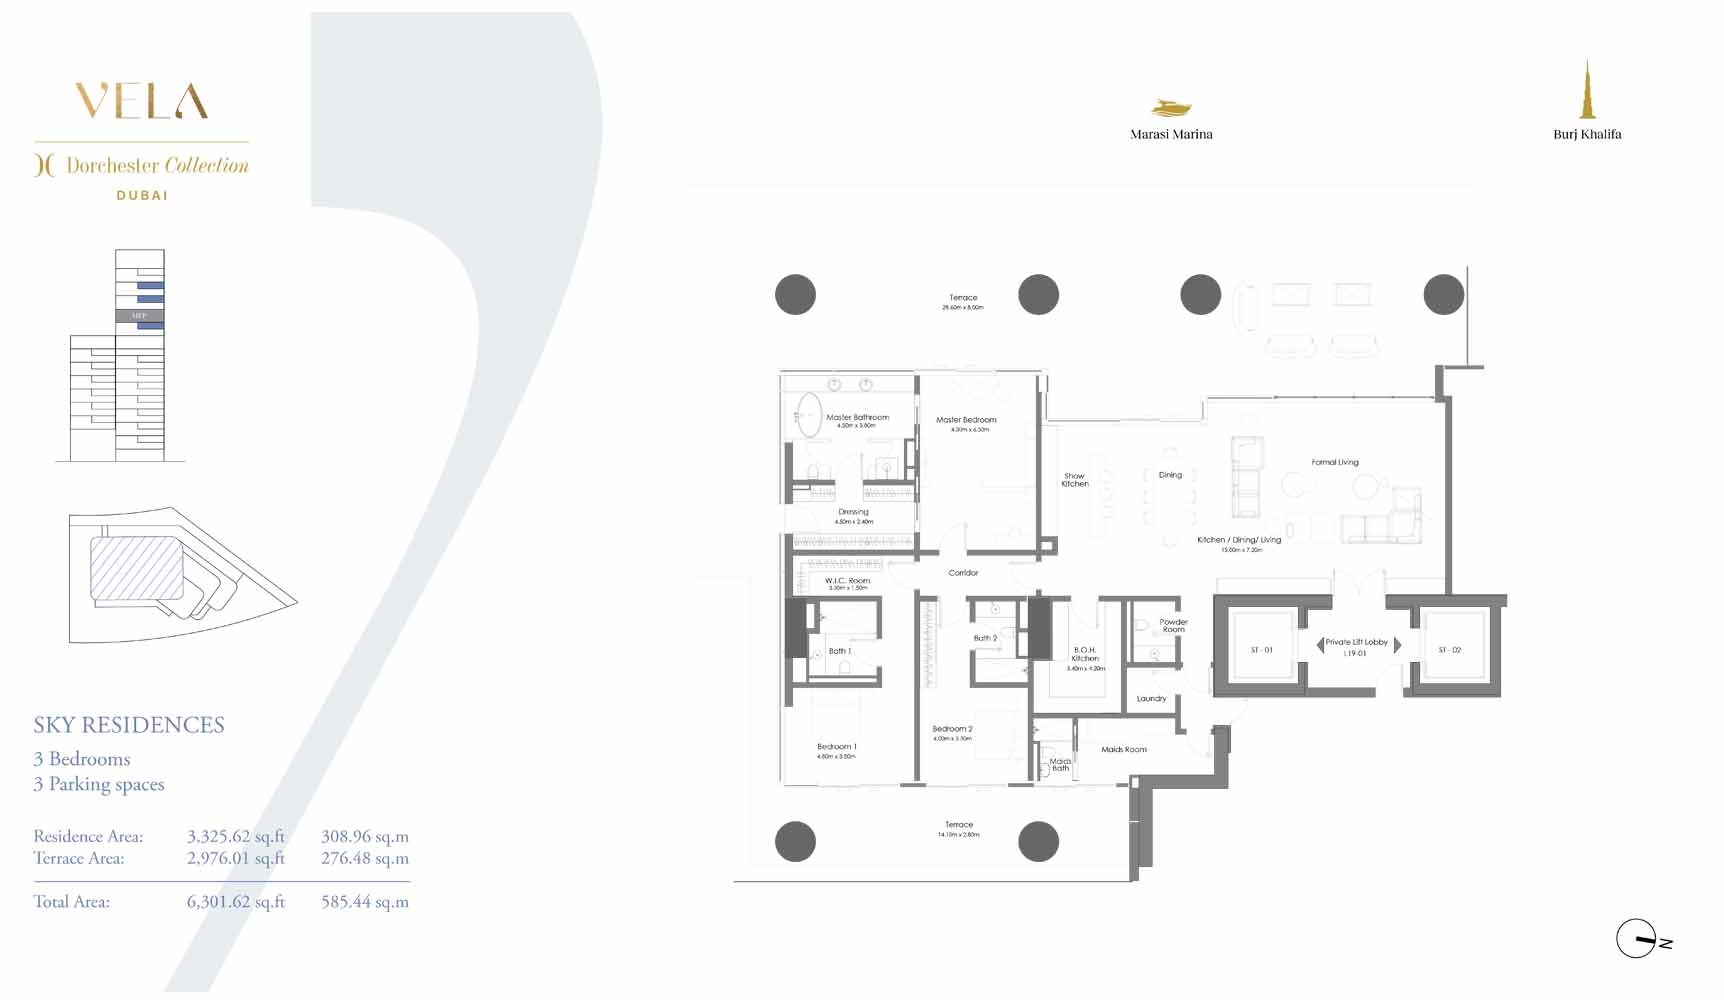 VELA
Dorchester Collection
DUBAI
MEP
SKY RESIDENCES
3 Bedrooms
3 Parking spaces
Residence Area: 3,325.62 sq.ft 308.96 sq.m
Terrace Area: 2,976.01 sq.ft 276.48 sq.m
Total Area: 6,301.62 sq.ft 585.44 sq.m
Marasi Marina
Burj Khalifa
Terrace
28.60m x 8.00m
Master Bathroom
4.50m x 3.80m
Master Bedroom
4.30m x 6.50m
Show
Kitchen
Dining
Formal Living
Dressing
4.50m x 2.40m
Kitchen / Dining/ Living
15.00m x 7.20m
W.I.C. Room
3.30m x 1.50m
Corridor
Bath 1
Bath 2
B.O.H.
Kitchen
3.40m x 4.20m
Powder
Room
ST - 01
Private Lift Lobby
L19-01
ST - 02
Laundry
Bedroom 1
4.80m x 3.50m
Bedroom 2
4.00m x 5.50m
Maids
Bath
Maids Room
Terrace
14.10m x 2.80m
N